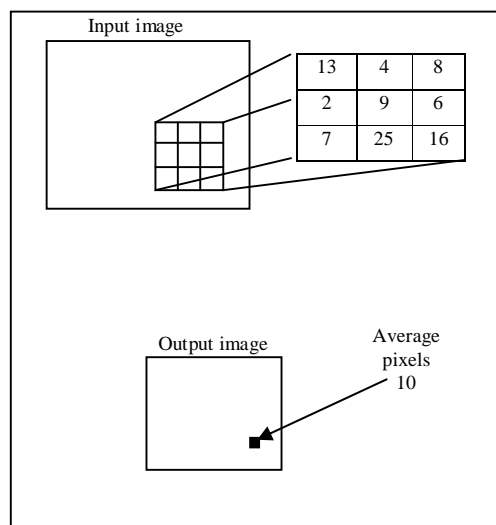 Input image
13 4 8
2 9 6
7 25 16
Output image
Average
pixels
10